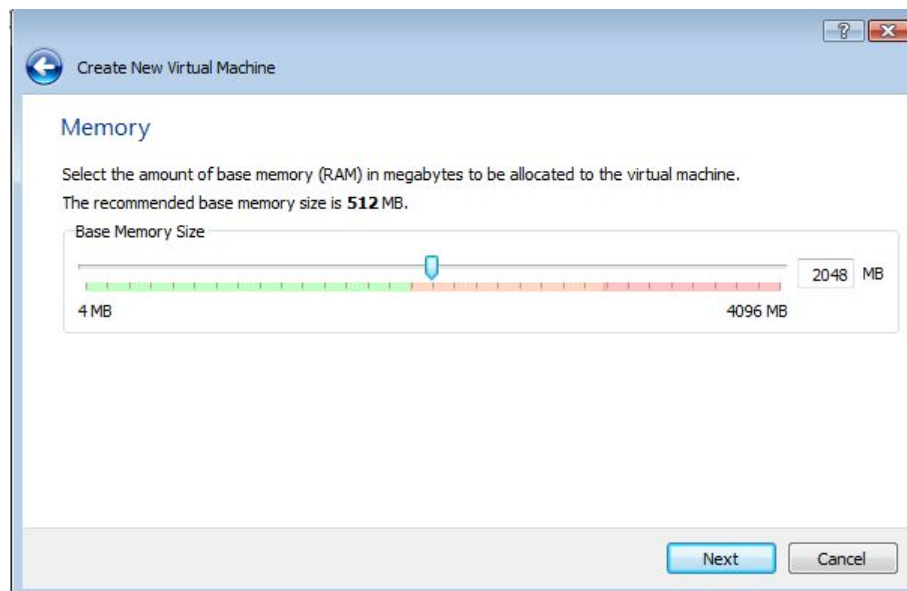 ?
Create New Virtual Machine
Memory
Select the amount of base memory (RAM) in megabytes to be allocated to the virtual machine.
The recommended base memory size is 512 MB.
Base Memory Size
2048 MB
4 MB 4096 MB
Next Cancel